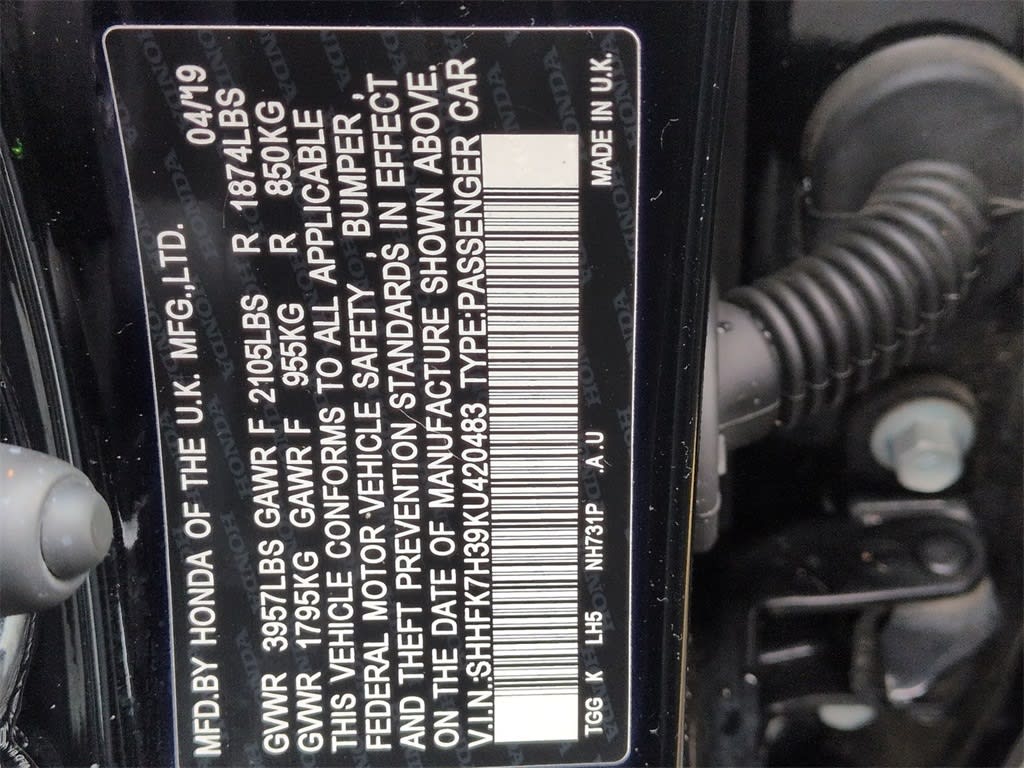 MFD.BY HONDA OF THE U.K. MFG.,LTD. 04/'19
GVWR 3957LBS GAWR F 2105LBS R 1874LBS
GVWR 1795KG GAWR F 955KG R 850KG
THIS VEHICLE CONFORMS TO ALL APPLICABLE
FEDERAL MOTOR VEHICLE SAFETY , BUMPER ,
AND THEFT PREVENTION STANDARDS IN EFFECT
ON THE DATE OF MANUFACTURE SHOWN ABOVE.
V.I.N.:SHHFK7H39KU420483 TYPE:PASSENGER CAR
TGG K LH5 NH731P A.U MADE IN U.K.